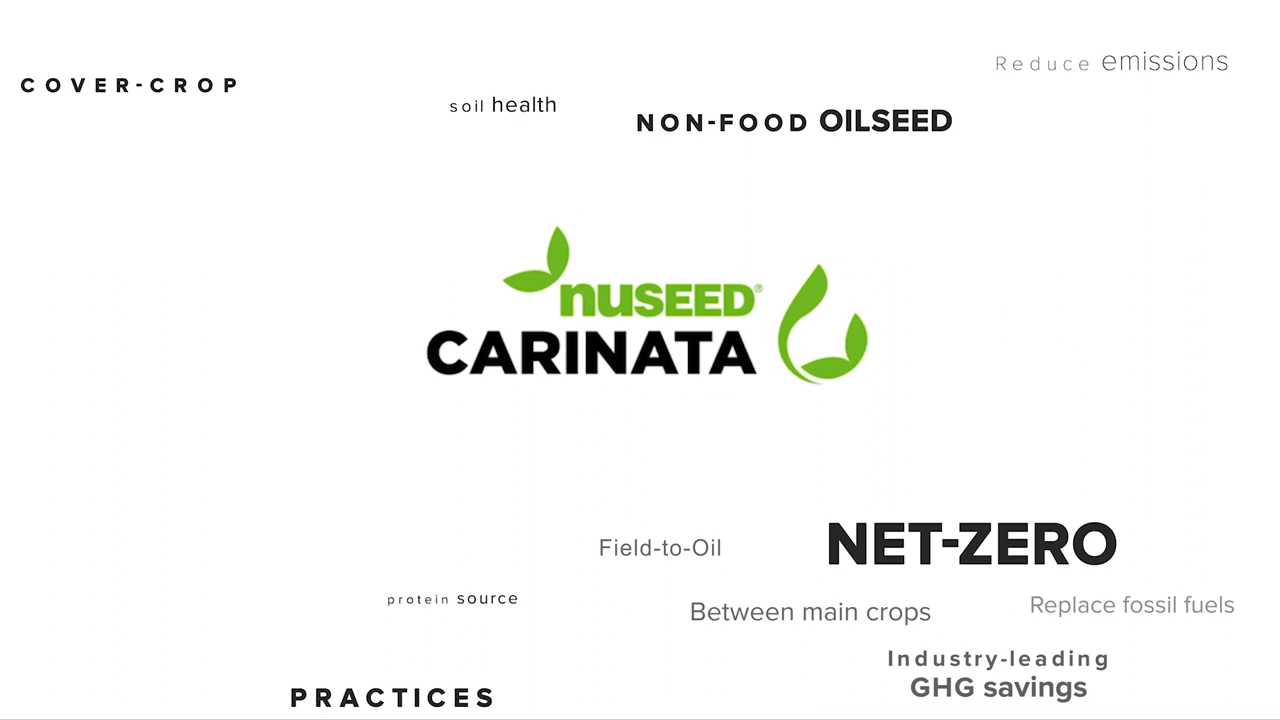 Reduce emissions
COVER-CROP
soil health
NON-FOOD OILSEED
nuSEED®
CARINATA
Field-to-Oil
NET-ZERO
protein source
Between main crops
Replace fossil fuels
Industry-leading
GHG savings
PRACTICES